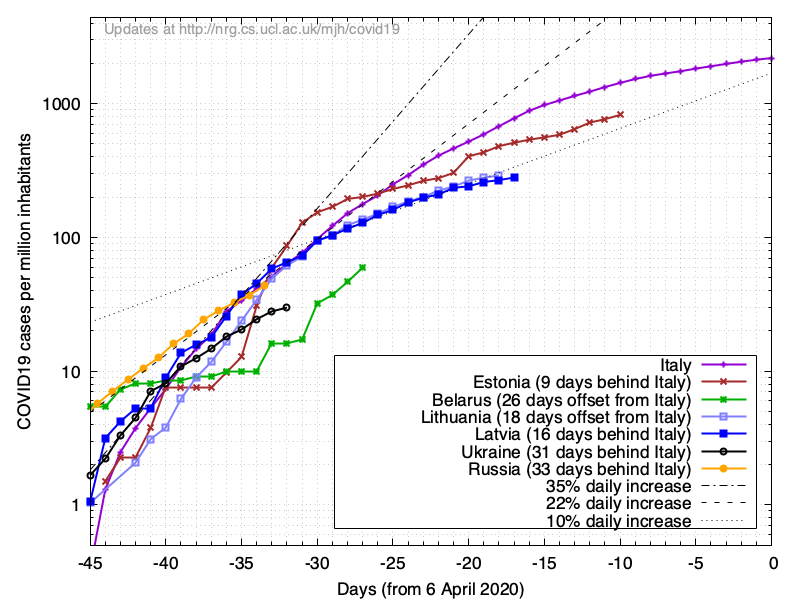 Updates at http://nrg.cs.ucl.ac.uk/mjh/covid19
COVID19 cases per million inhabitants
1000
100
10
1
Italy
Estonia (9 days behind Italy)
Belarus (26 days offset from Italy)
Lithuania (18 days offset from Italy)
Latvia (16 days behind Italy)
Ukraine (31 days behind Italy)
Russia (33 days behind Italy)
35% daily increase
22% daily increase
10% daily increase
-45 -40 -35 -30 -25 -20 -15 -10 -5 0
Days (from 6 April 2020)